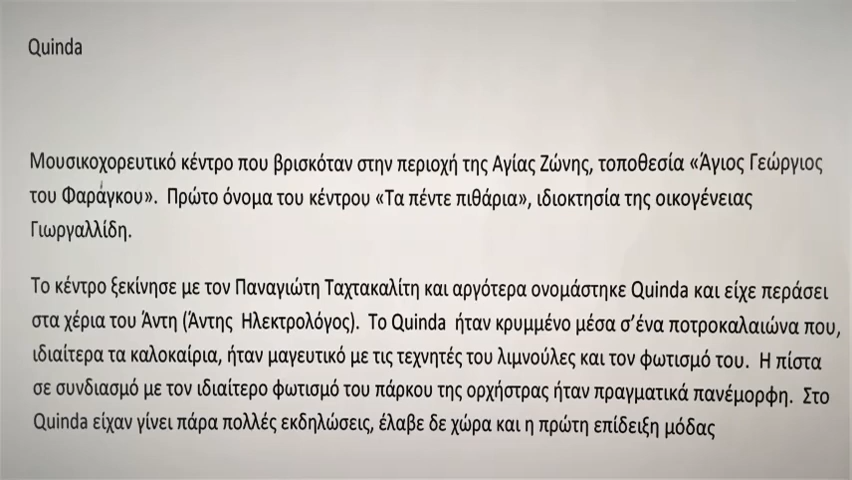 Quinda
Μουσικοχορευτικό κέντρο που βρισκόταν στην περιοχή της Αγίας Ζώνης, τοποθεσία «Άγιος Γεώργιος
του Φαράγκου». Πρώτο όνομα του κέντρου «Τα πέντε πιθάρια», ιδιοκτησία της οικογένειας
Γιωργαλλίδη.
Το κέντρο ξεκίνησε με τον Παναγιώτη Ταχτακαλίτη και αργότερα ονομάστηκε Quinda και είχε περάσει
στα χέρια του Άντη (Άντης Ηλεκτρολόγος). Το Quinda ήταν κρυμμένο μέσα σ'ένα ποτροκαλαιώνα που,
ιδιαίτερα τα καλοκαίρια, ήταν μαγευτικό με τις τεχνητές του λιμνούλες και τον φωτισμό του. Η πίστα
σε συνδιασμό με τον ιδιαίτερο φωτισμό του πάρκου της ορχήστρας ήταν πραγματικά πανέμορφη. Στο
Quinda είχαν γίνει πάρα πολλές εκδηλώσεις, έλαβε δε χώρα και η πρώτη επίδειξη μόδας